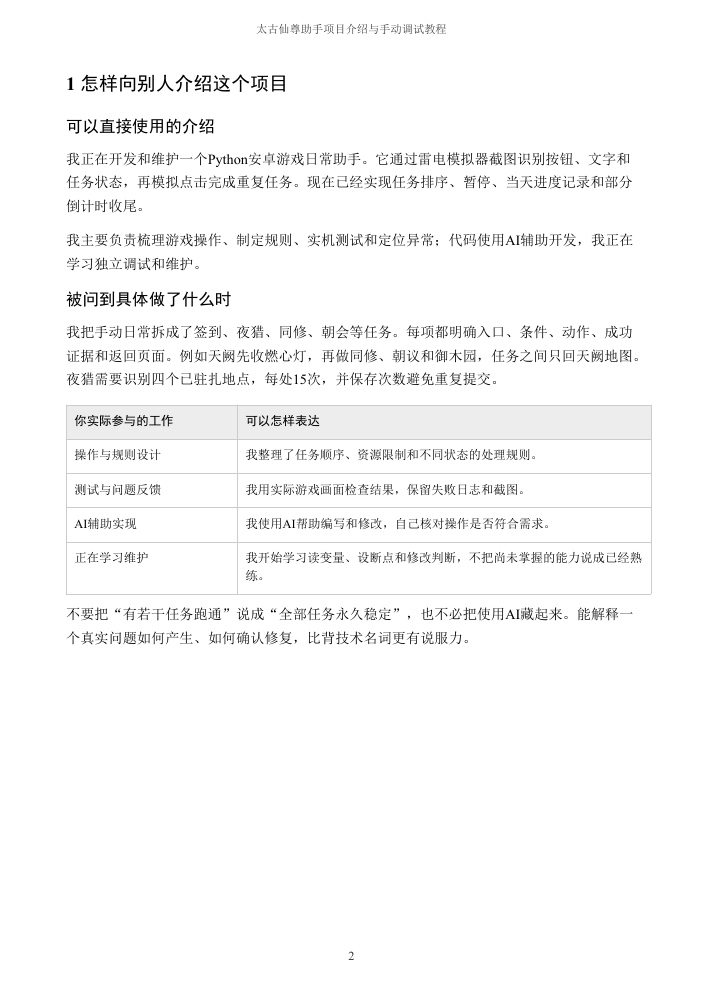 太古仙尊助手项目介绍与手动调试教程
1 怎样向别人介绍这个项目
可以直接使用的介绍
我正在开发和维护一个Python安卓游戏日常助手。它通过雷电模拟器截图识别按钮、文字和
任务状态，再模拟点击完成重复任务。现在已经实现任务排序、暂停、当天进度记录和部分
倒计时收尾。
我主要负责梳理游戏操作、制定规则、实机测试和定位异常；代码使用AI辅助开发，我正在
学习独立调试和维护。
被问到具体做了什么时
我把手动日常拆成了签到、夜猎、同修、朝会等任务。每项都明确入口、条件、动作、成功
证据和返回页面。例如天阙先收燃心灯，再做同修、朝议和御木园，任务之间只回天阙地图。
夜猎需要识别四个已驻扎地点，每处15次，并保存次数避免重复提交。
你实际参与的工作 可以怎样表达
操作与规则设计 我整理了任务顺序、资源限制和不同状态的处理规则。
测试与问题反馈 我用实际游戏画面检查结果，保留失败日志和截图。
AI辅助实现 我使用AI帮助编写和修改，自己核对操作是否符合需求。
正在学习维护 我开始学习读变量、设断点和修改判断，不把尚未掌握的能力说成已经熟
练。
不要把“有若干任务跑通”说成“全部任务永久稳定”，也不必把使用AI藏起来。能解释一
个真实问题如何产生、如何确认修复，比背技术名词更有说服力。
2